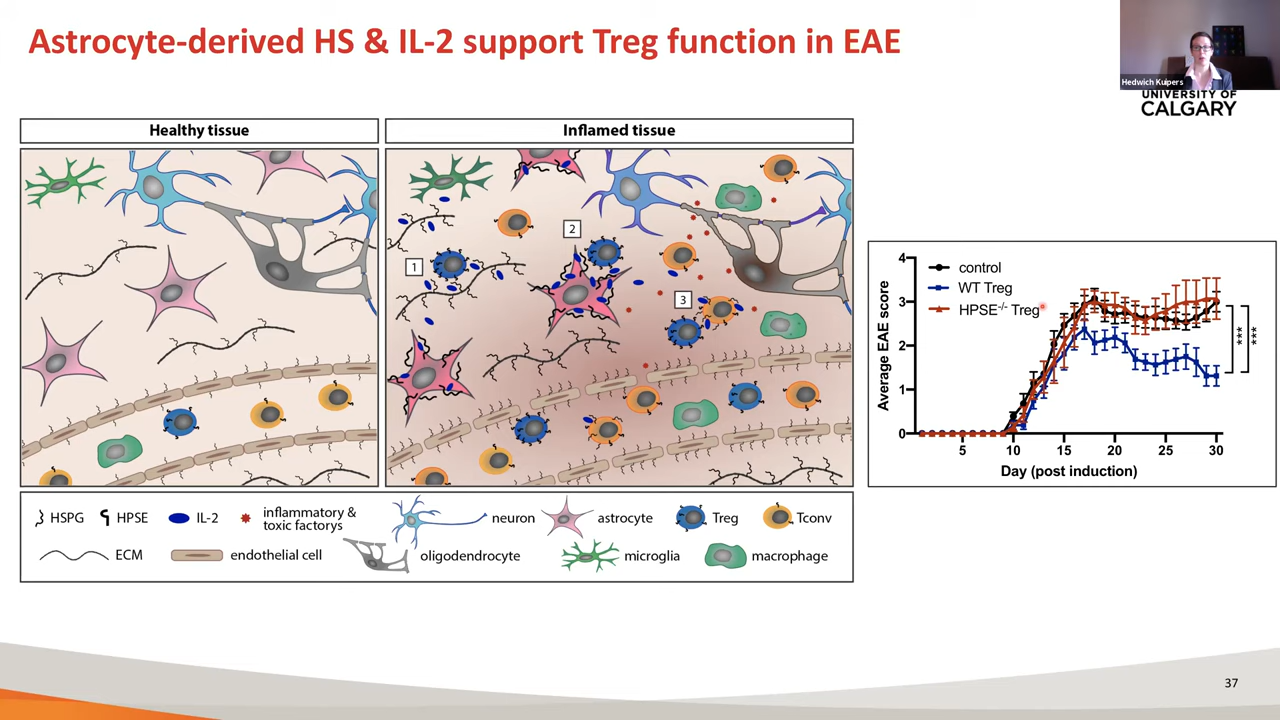 Astrocyte-derived HS & IL-2 support Treg function in EAE
Hedwich Kuipers
UNIVERSITY OF
CALGARY
Healthy tissue
Inflamed tissue
1
2
3
HSPG
HPSE
IL-2
inflammatory &
toxic factorys
neuron
astrocyte
Treg
Tconv
ECM
endothelial cell
oligodendrocyte
microglia
macrophage
Average EAE score
4
3
2
1
0
control
WT Treg
HPSE-/- Treg
***
***
5 10 15 20 25 30
Day (post induction)
37